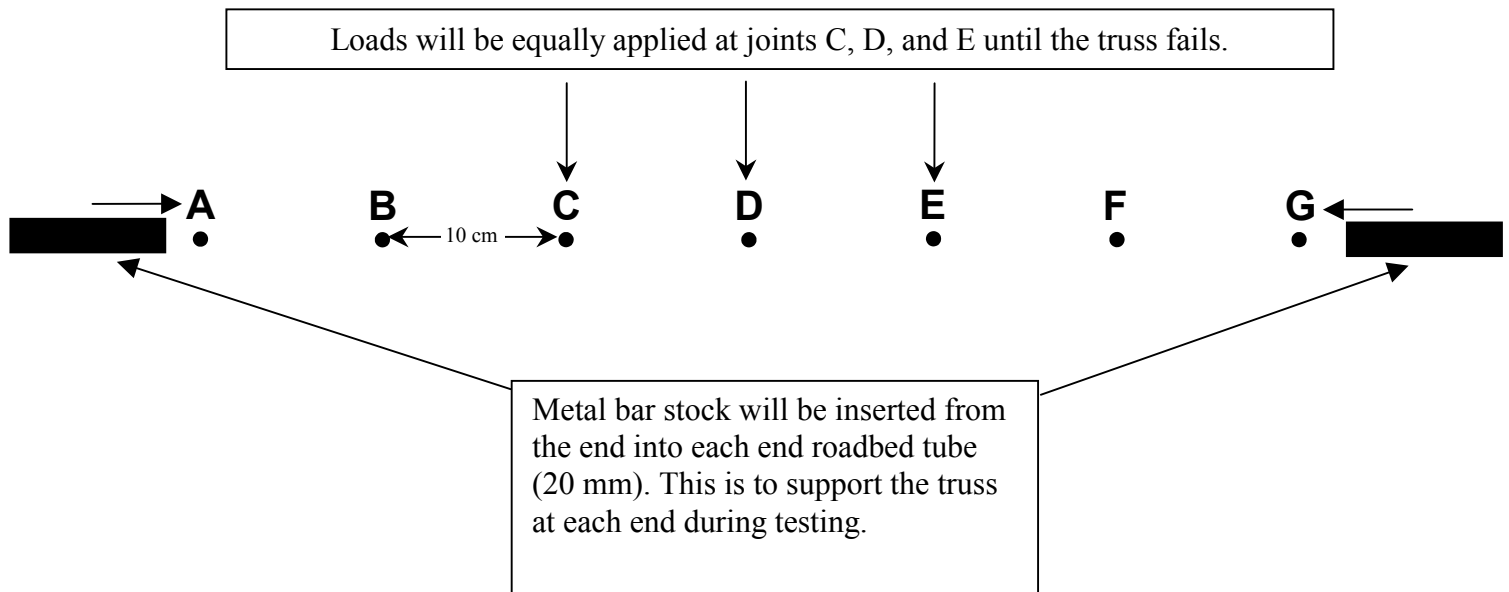 Loads will be equally applied at joints C, D, and E until the truss fails.
A B C D E F G
10 cm
Metal bar stock will be inserted from
the end into each end roadbed tube
(20 mm). This is to support the truss
at each end during testing.